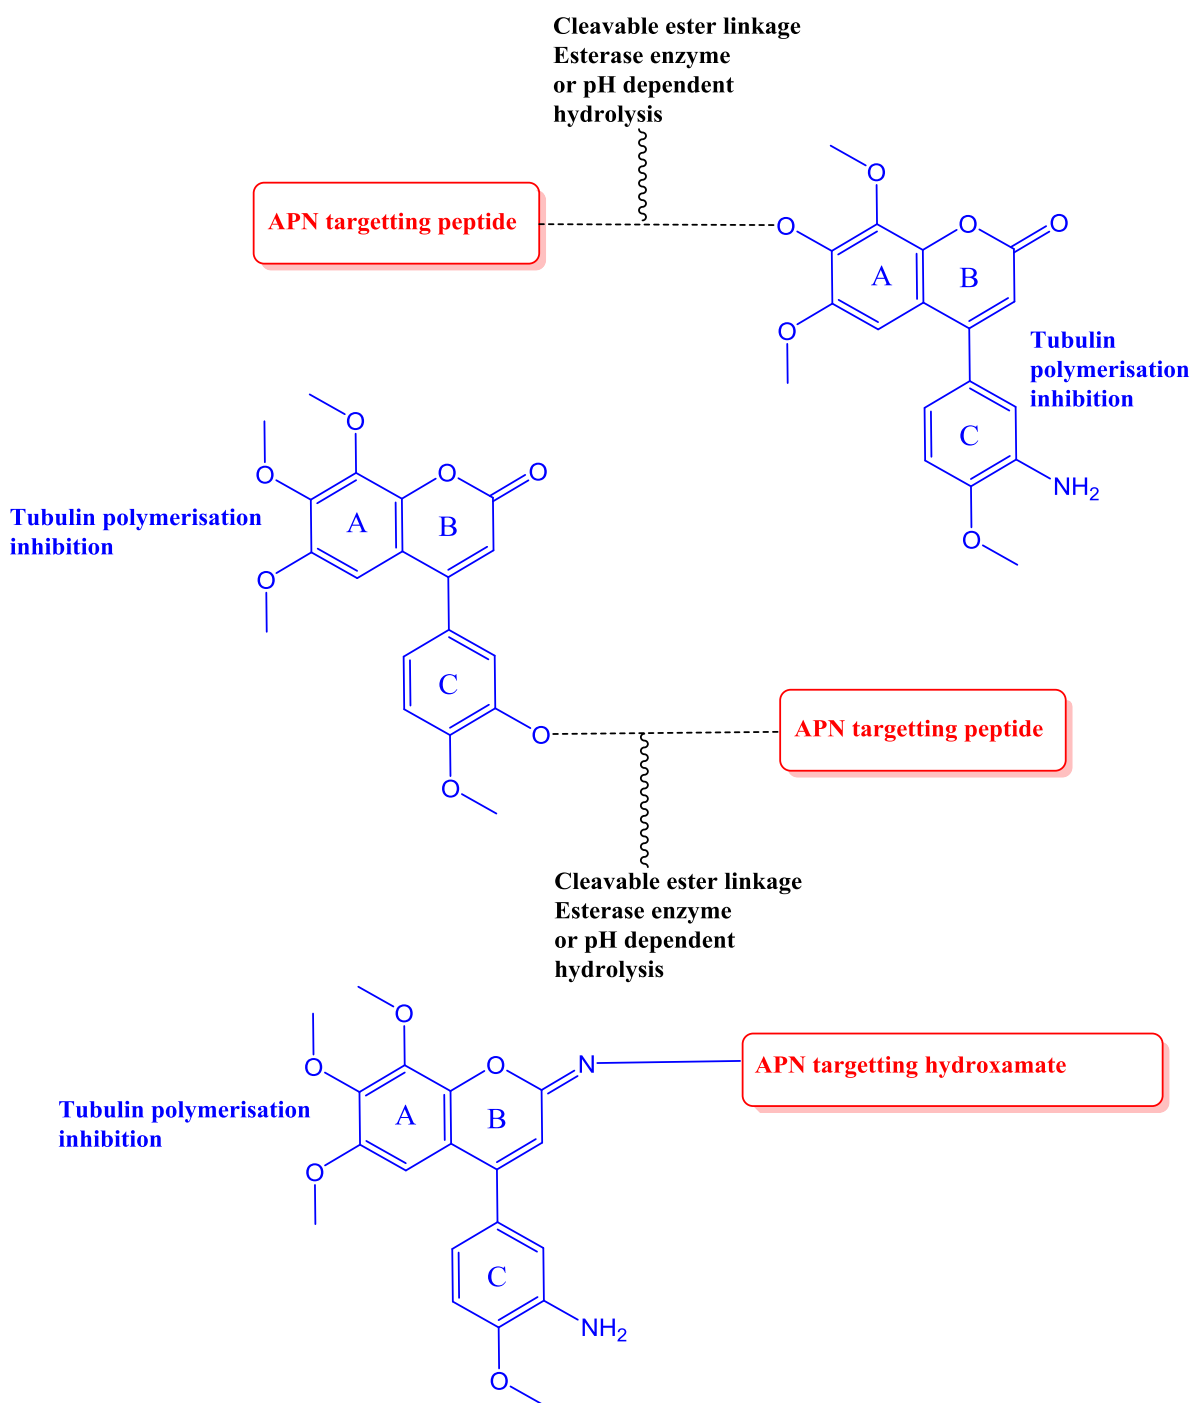 Cleavable ester linkage
Esterase enzyme
or pH dependent
hydrolysis
APN targetting peptide
O
O
O
O
O
A
B
Tubulin
polymerisation
inhibition
C
NH2
O
O
O
O
O
Tubulin polymerisation
inhibition
A
B
O
C
O
O
APN targetting peptide
Cleavable ester linkage
Esterase enzyme
or pH dependent
hydrolysis
O
O
O
N
APN targetting hydroxamate
Tubulin polymerisation
inhibition
A
B
O
C
NH2
O